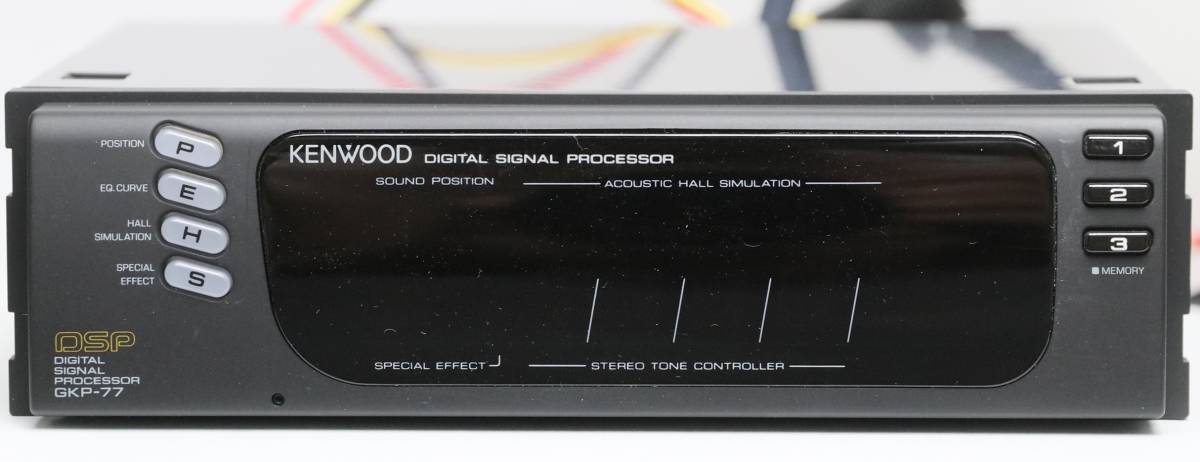 POSITION
P
EQ.CURVE
E
HALL
SIMULATION
H
SPECIAL
EFFECT
S
DSP
DIGITAL
SIGNAL
PROCESSOR
GKP-77
KENWOOD DIGITAL SIGNAL PROCESSOR
SOUND POSITION
ACOUSTIC HALL SIMULATION
SPECIAL EFFECT
STEREO TONE CONTROLLER
1
2
3
MEMORY